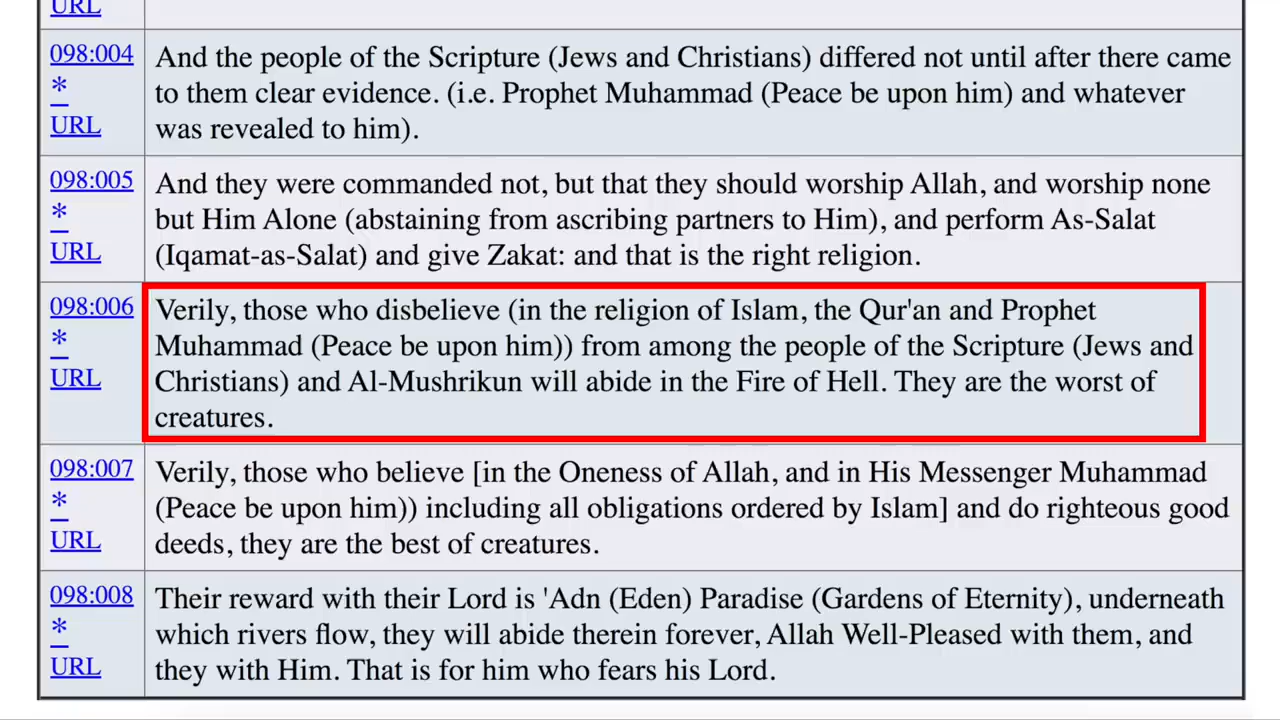 URL
098:004
*
URL
And the people of the Scripture (Jews and Christians) differed not until after there came
to them clear evidence. (i.e. Prophet Muhammad (Peace be upon him) and whatever
was revealed to him).
098:005
*
URL
And they were commanded not, but that they should worship Allah, and worship none
but Him Alone (abstaining from ascribing partners to Him), and perform As-Salat
(Iqamat-as-Salat) and give Zakat: and that is the right religion.
098:006
*
URL
Verily, those who disbelieve (in the religion of Islam, the Qur'an and Prophet
Muhammad (Peace be upon him)) from among the people of the Scripture (Jews and
Christians) and Al-Mushrikun will abide in the Fire of Hell. They are the worst of
creatures.
098:007
*
URL
Verily, those who believe [in the Oneness of Allah, and in His Messenger Muhammad
(Peace be upon him)) including all obligations ordered by Islam] and do righteous good
deeds, they are the best of creatures.
098:008
*
URL
Their reward with their Lord is 'Adn (Eden) Paradise (Gardens of Eternity), underneath
which rivers flow, they will abide therein forever, Allah Well-Pleased with them, and
they with Him. That is for him who fears his Lord.